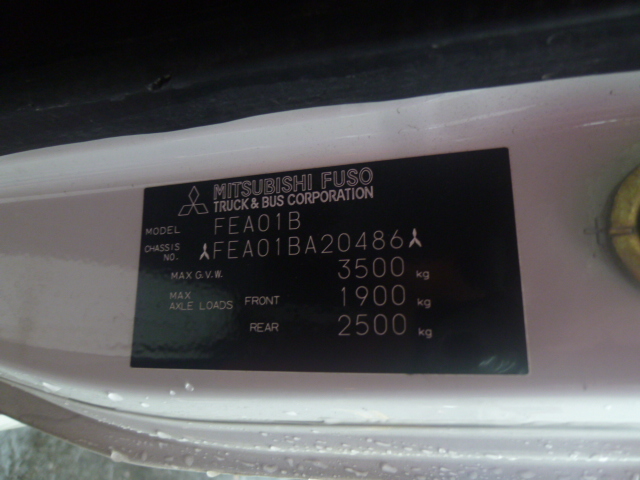 MITSUBISHI FUSO
TRUCK & BUS CORPORATION
MODEL FEA01B
CHASSIS NO. FEA01BA20486
MAX G.V.W. 3500 kg
MAX AXLE LOADS FRONT 1900 kg
REAR 2500 kg